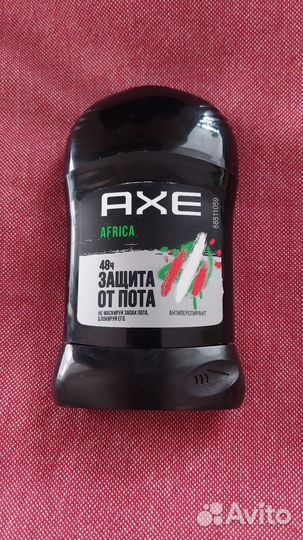 AXE
AFRICA
68511059
48ч
ЗАЩИТА
ОТ ПОТА
НЕ МАСКИРУЙ ЗАПАХ ПОТА,
БЛОКИРУЙ ЕГО.
АНТИПЕРСПИРАНТ
Avito